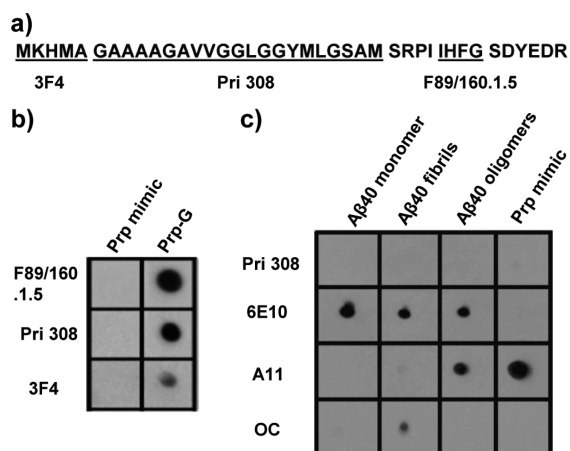 a)
MKHMA GAAAAGAVVGGLGGYMLGSAM SRPI IHFG SDYEDR
3F4 Pri 308 F89/160.1.5
b)
Prp mimic
Prp-G
F89/160
.1.5
Pri 308
3F4
c)
Aβ40 monomer
Aβ40 fibrils
Aβ40 oligomers
Prp mimic
Pri 308
6E10
A11
OC